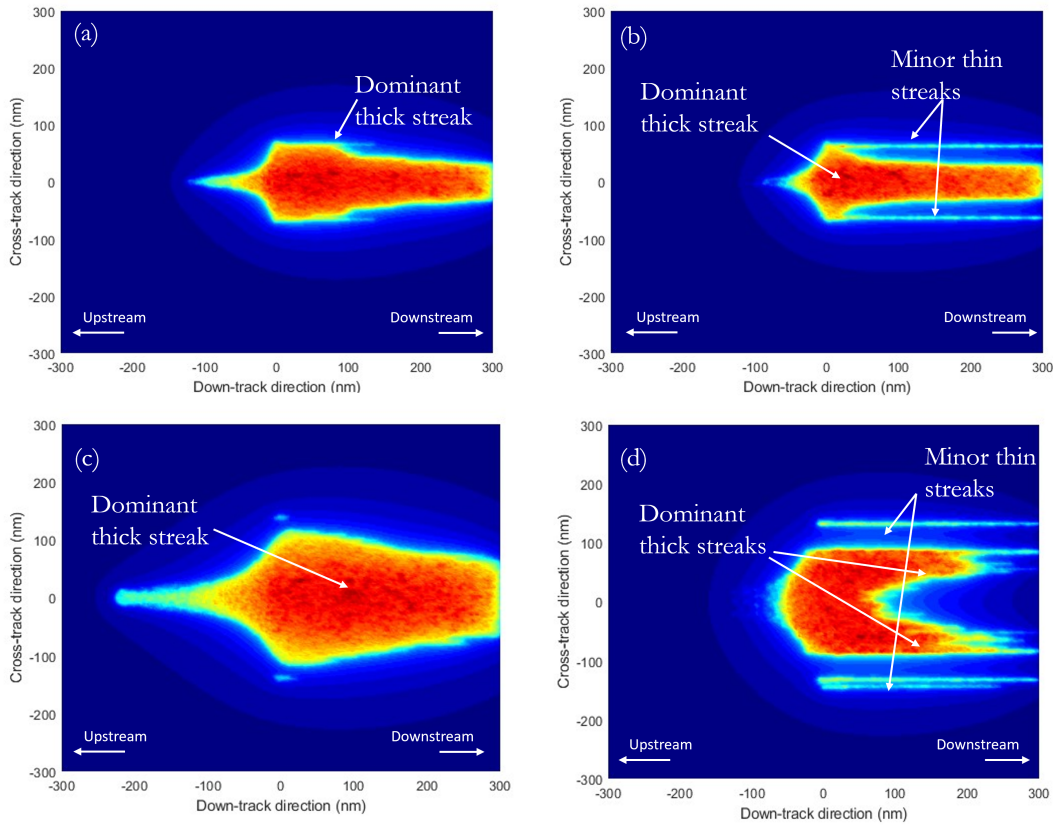 (a)
Dominant
thick streak
Upstream
Downstream
300
200
100
0
-100
-200
-300
-300
-200
-100
0
100
200
300
Cross-track direction (nm)
Down-track direction (nm)
(b)
Minor thin
streaks
Dominant
thick streak
Upstream
Downstream
300
200
100
0
-100
-200
-300
-300
-200
-100
0
100
200
300
Cross-track direction (nm)
Down-track direction (nm)
(c)
Dominant
thick streak
Upstream
Downstream
300
200
100
0
-100
-200
-300
-300
-200
-100
0
100
200
300
Cross-track direction (nm)
Down-track direction (nm)
(d)
Minor thin
streaks
Dominant
thick streaks
Upstream
Downstream
300
200
100
0
-100
-200
-300
-300
-200
-100
0
100
200
300
Cross-track direction (nm)
Down-track direction (nm)